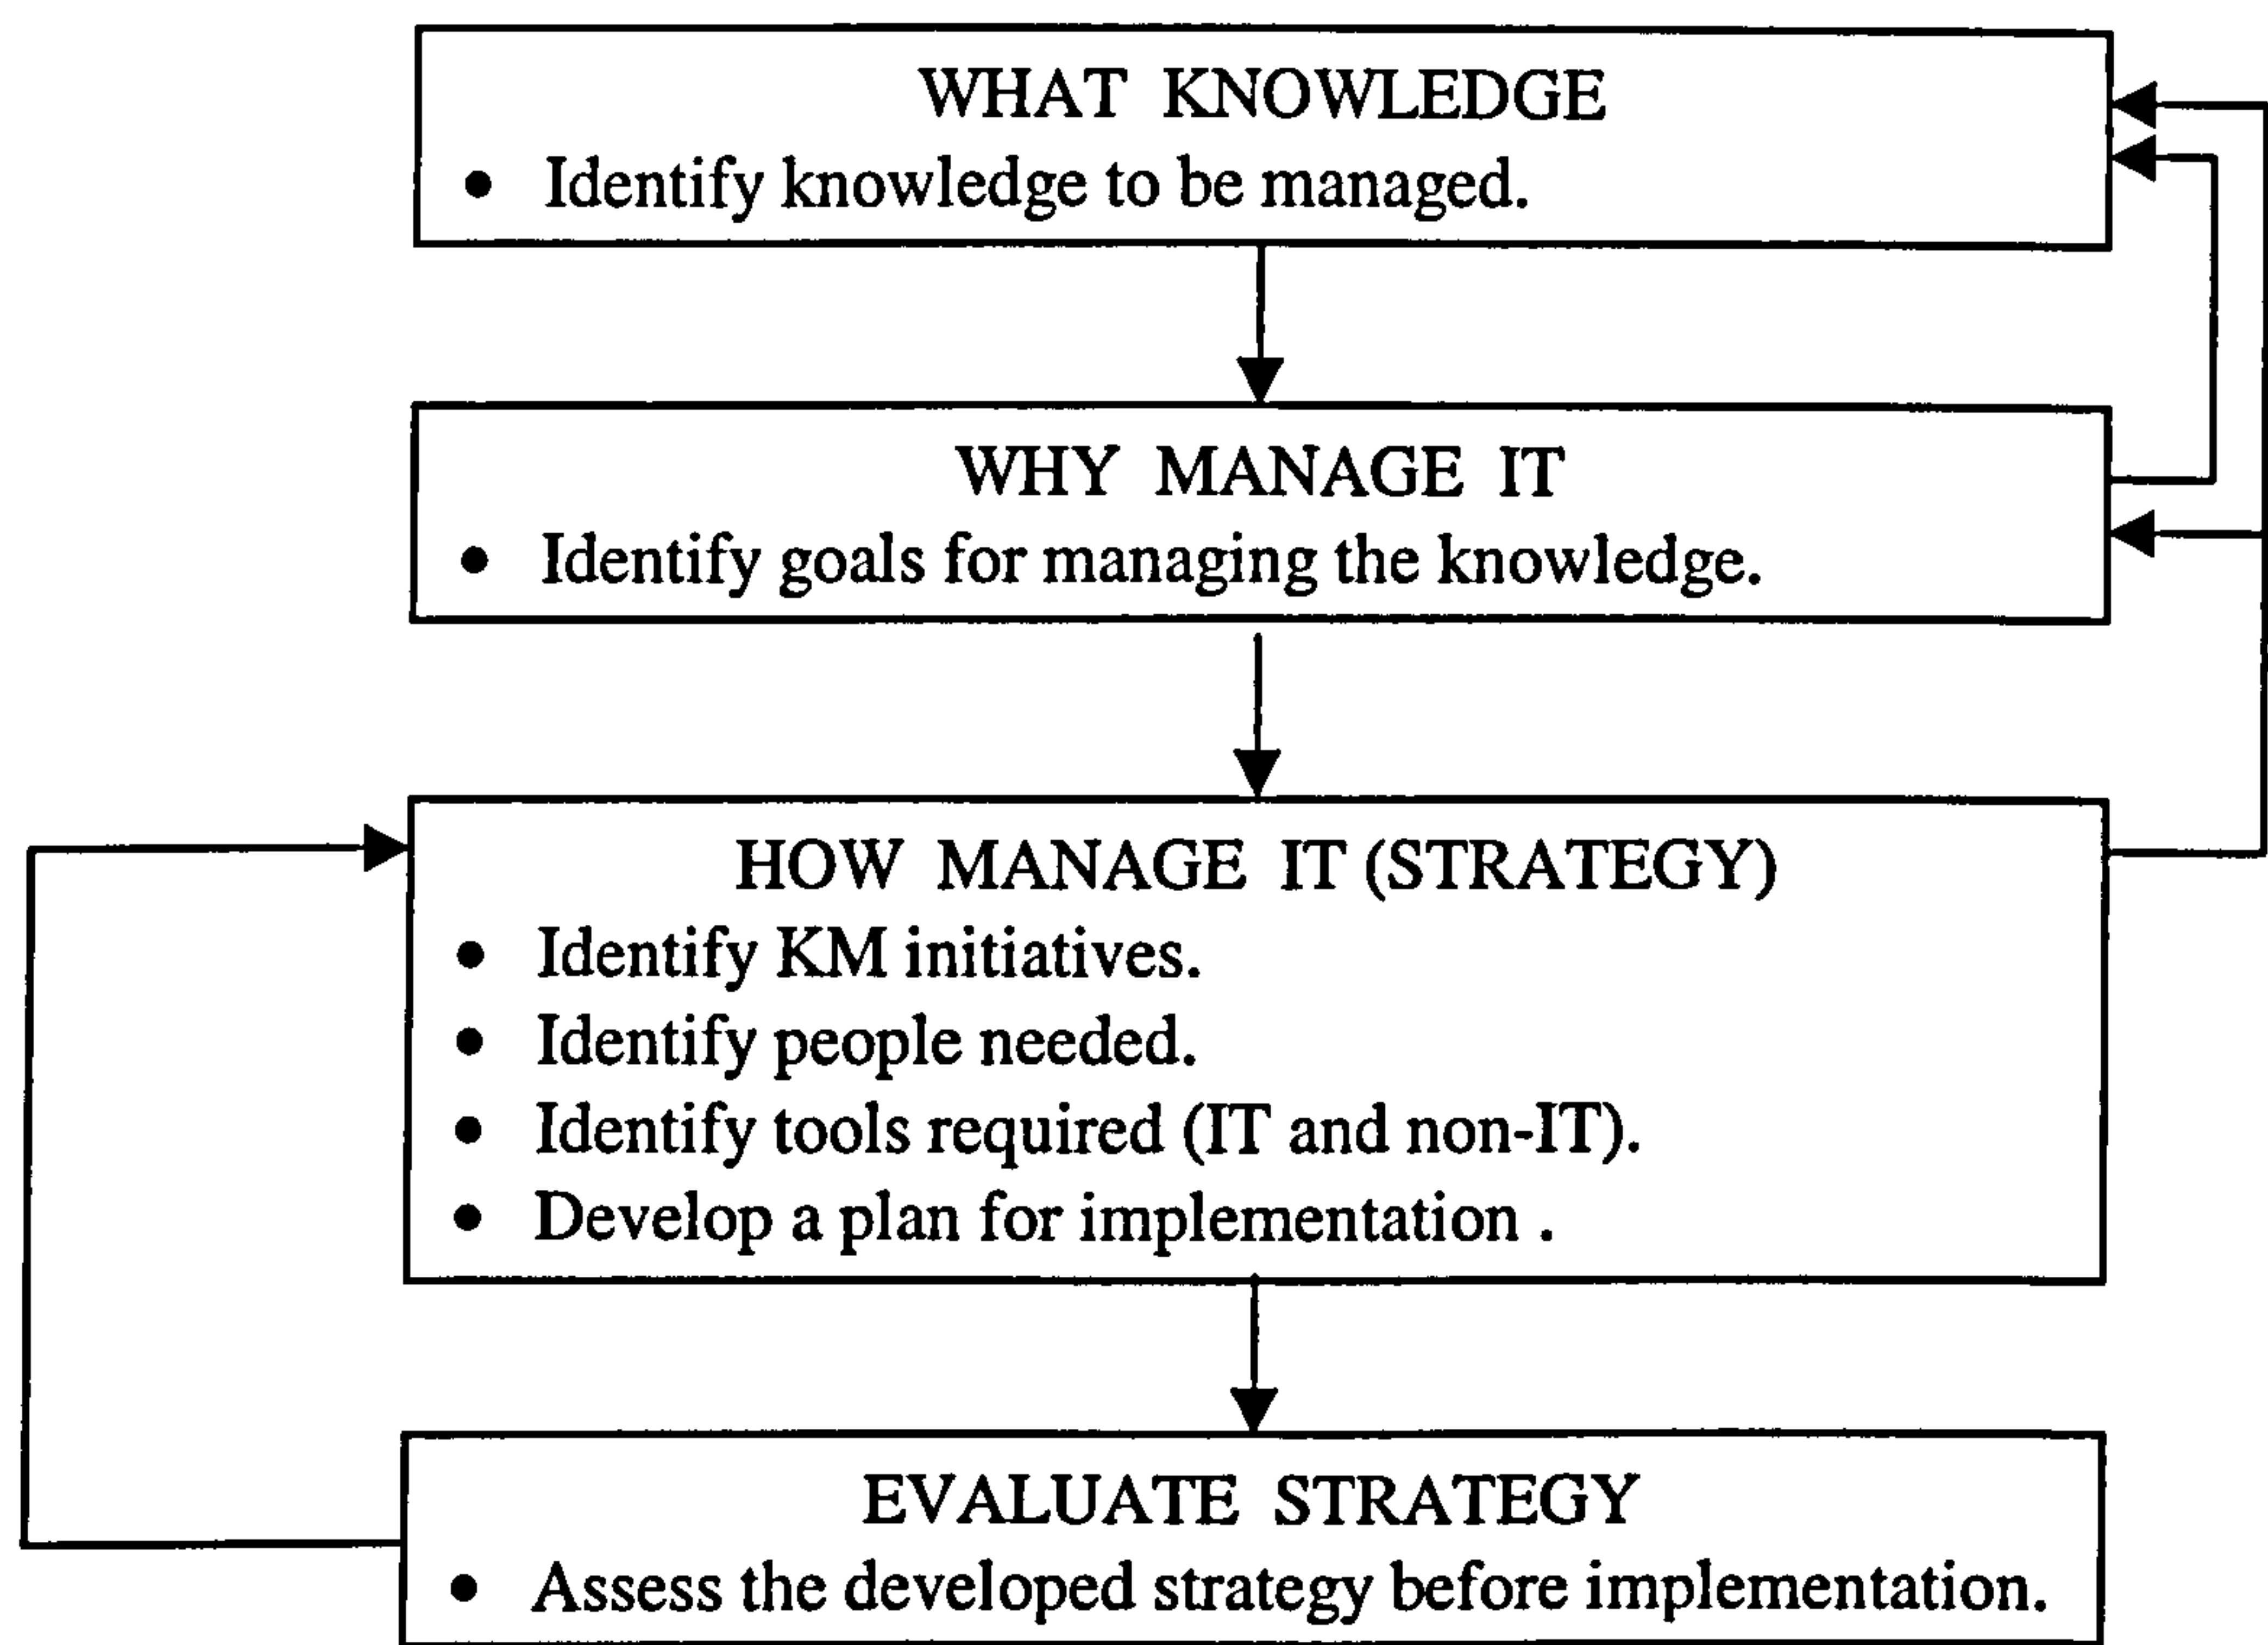 WHAT KNOWLEDGE
• Identify knowledge to be managed.
WHY MANAGE IT
• Identify goals for managing the knowledge.
HOW MANAGE IT (STRATEGY)
• Identify KM initiatives.
• Identify people needed.
• Identify tools required (IT and non-IT).
• Develop a plan for implementation .
EVALUATE STRATEGY
• Assess the developed strategy before implementation.